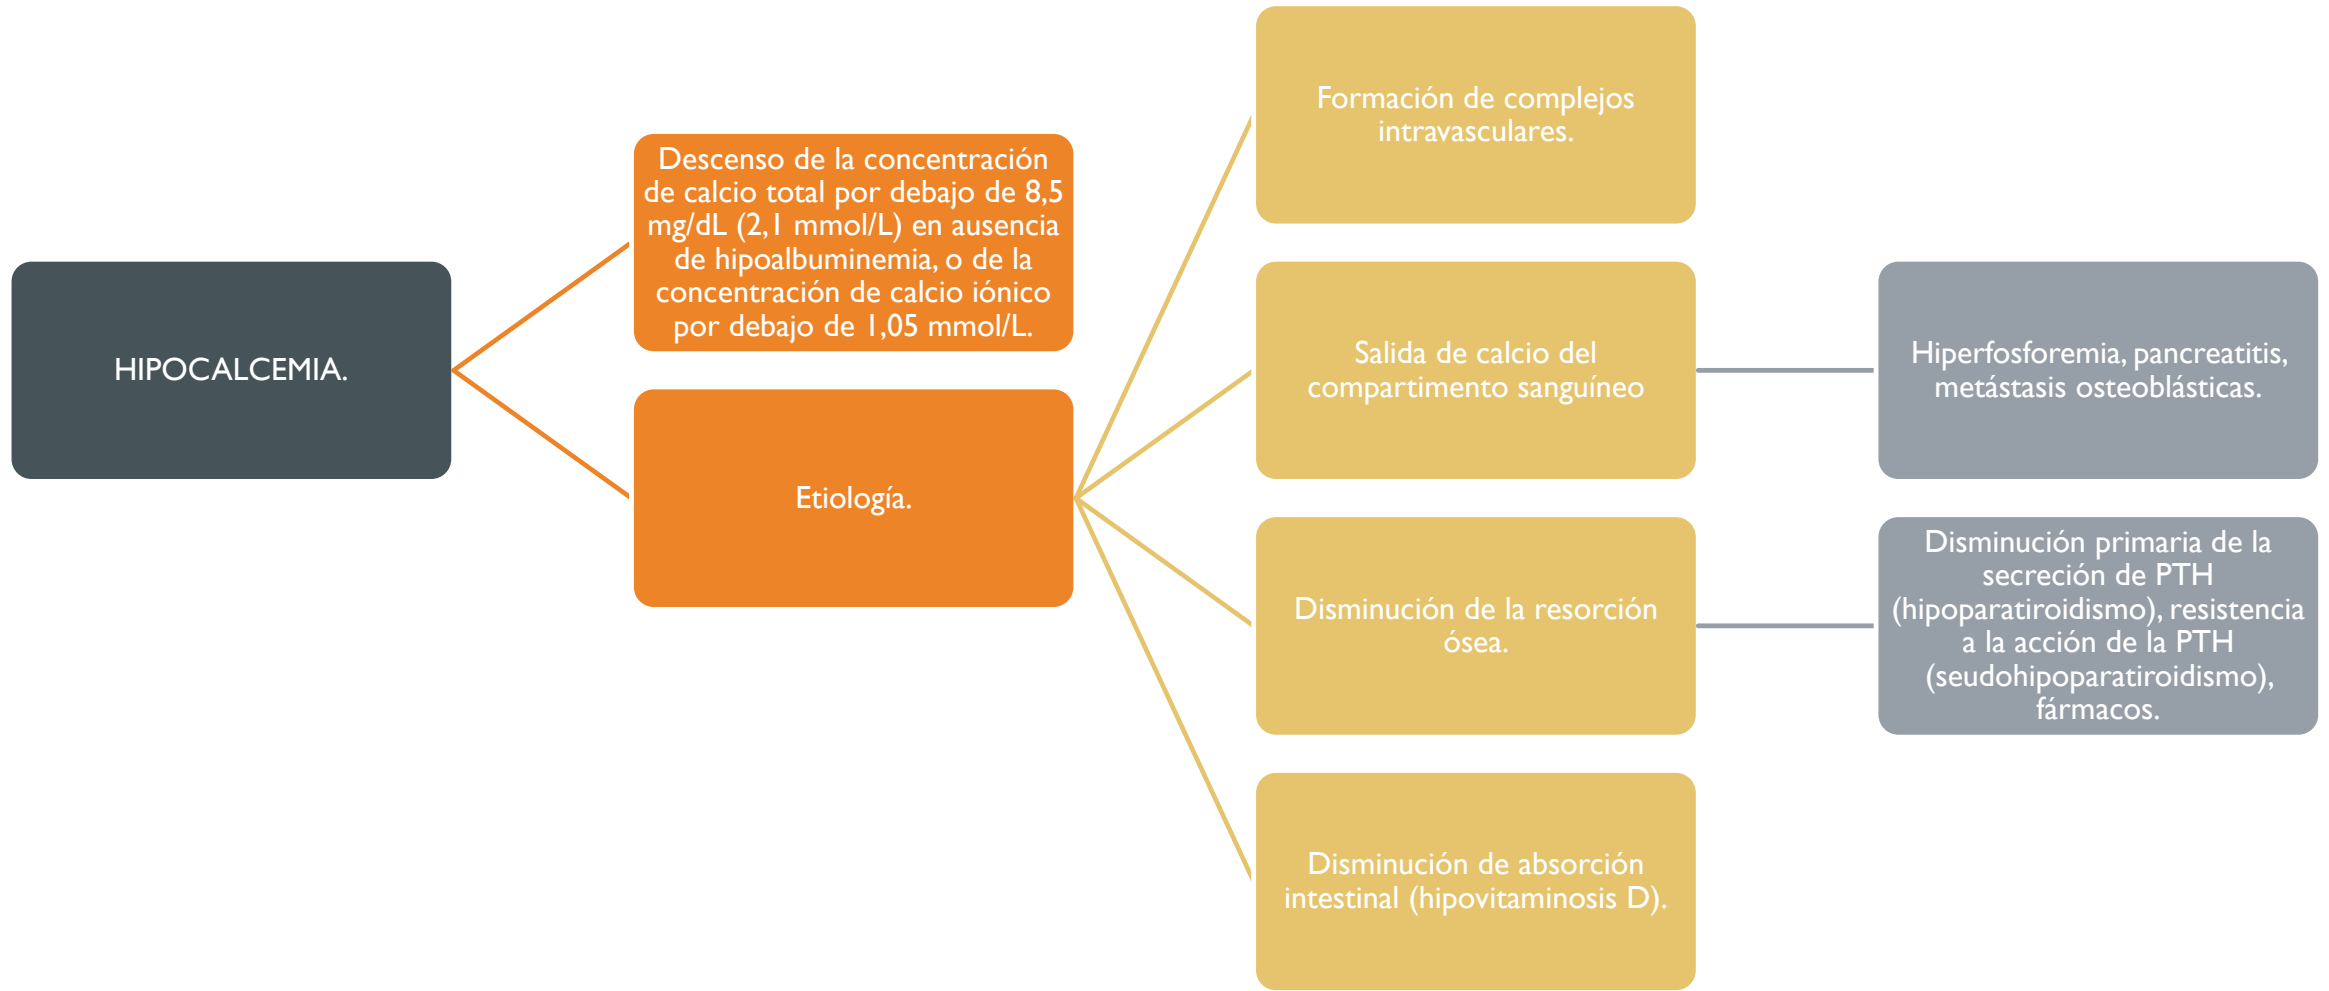 HIPOCALCEMIA.
Descenso de la concentración
de calcio total por debajo de 8,5
mg/dL (2,1 mmol/L) en ausencia
de hipoalbuminemia, o de la
concentración de calcio iónico
por debajo de 1,05 mmol/L.
Etiología.
Formación de complejos
intravasculares.
Salida de calcio del
compartimento sanguíneo
Hiperfosforemia, pancreatitis,
metástasis osteoblásticas.
Disminución de la resorción
ósea.
Disminución primaria de la
secreción de PTH
(hipoparatiroidismo), resistencia
a la acción de la PTH
(seudohipoparatiroidismo),
fármacos.
Disminución de absorción
intestinal (hipovitaminosis D).